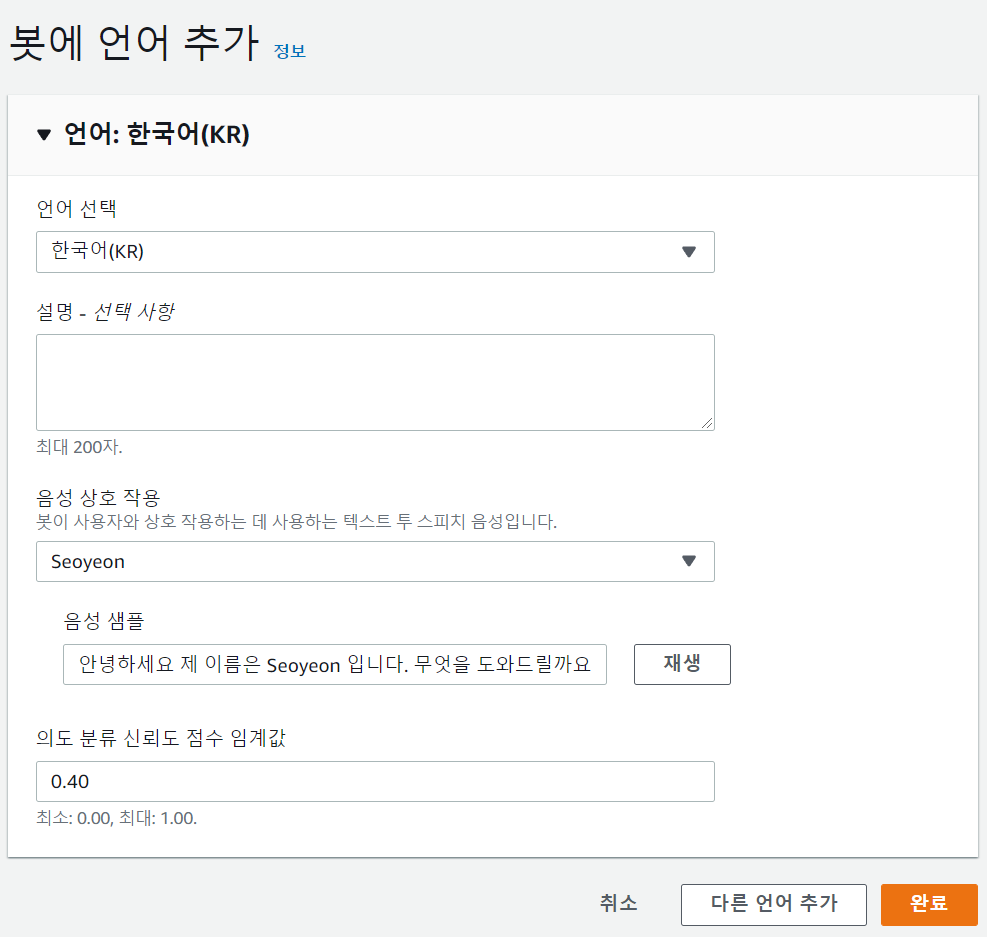 봇에 언어 추가 정보
▼ 언어: 한국어(KR)
언어 선택
한국어(KR)
설명 - 선택 사항
최대 200자.
음성 상호 작용
봇이 사용자와 상호 작용하는 데 사용하는 텍스트 투 스피치 음성입니다.
Seoyeon
음성 샘플
안녕하세요 제 이름은 Seoyeon 입니다. 무엇을 도와드릴까요 재생
의도 분류 신뢰도 점수 임계값
0.40
최소: 0.00, 최대: 1.00.
취소 다른 언어 추가 완료